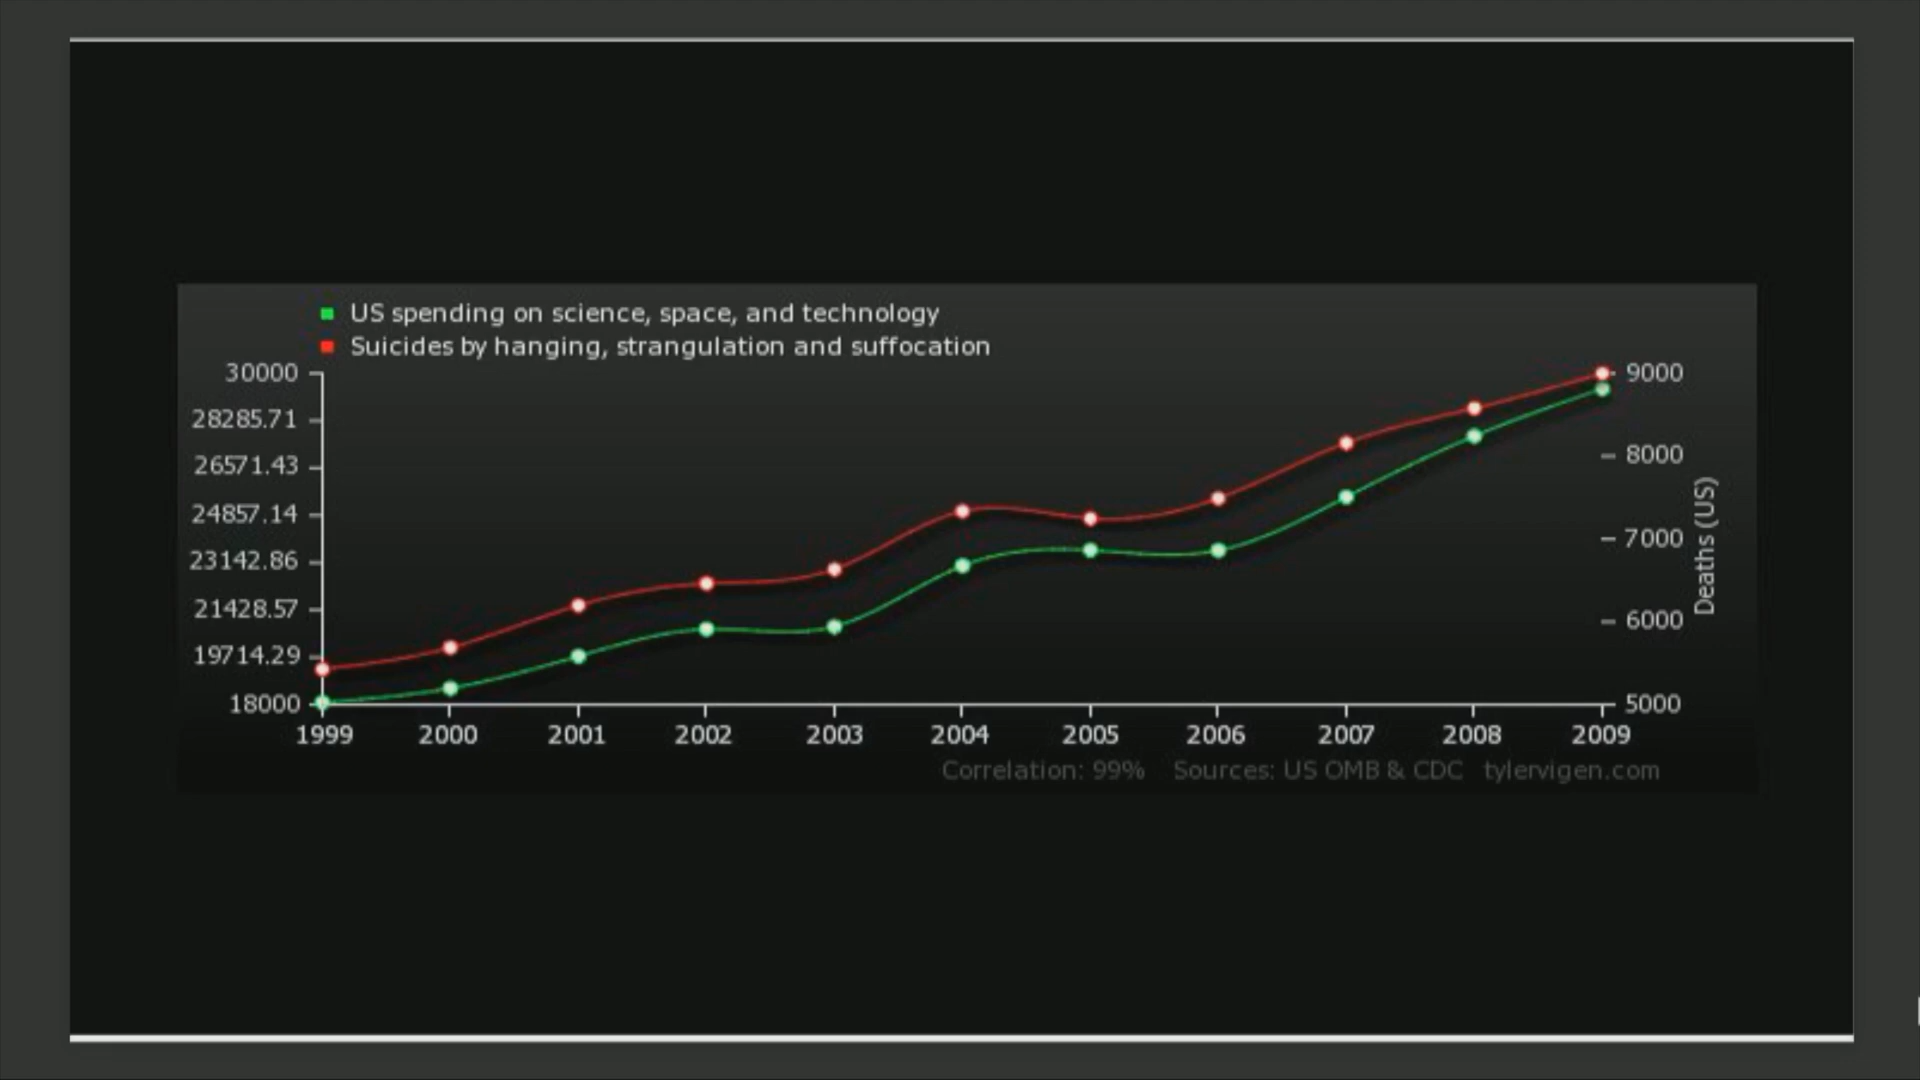 US spending on science, space, and technology
Suicides by hanging, strangulation and suffocation
30000
28285.71
26571.43
24857.14
23142.86
21428.57
19714.29
18000
9000
8000
7000
6000
5000
Deaths (US)
1999 2000 2001 2002 2003 2004 2005 2006 2007 2008 2009
Correlation: 99% Sources: US OMB & CDC tylervigen.com